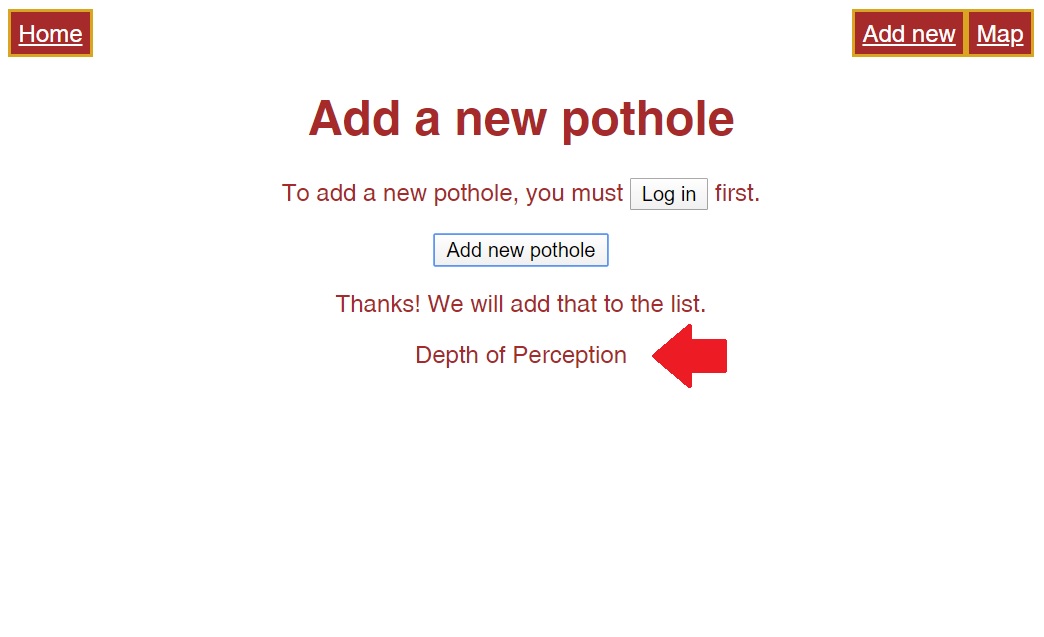 Home Add new Map
Add a new pothole
To add a new pothole, you must Log in first.
Add new pothole
Thanks! We will add that to the list.
Depth of Perception